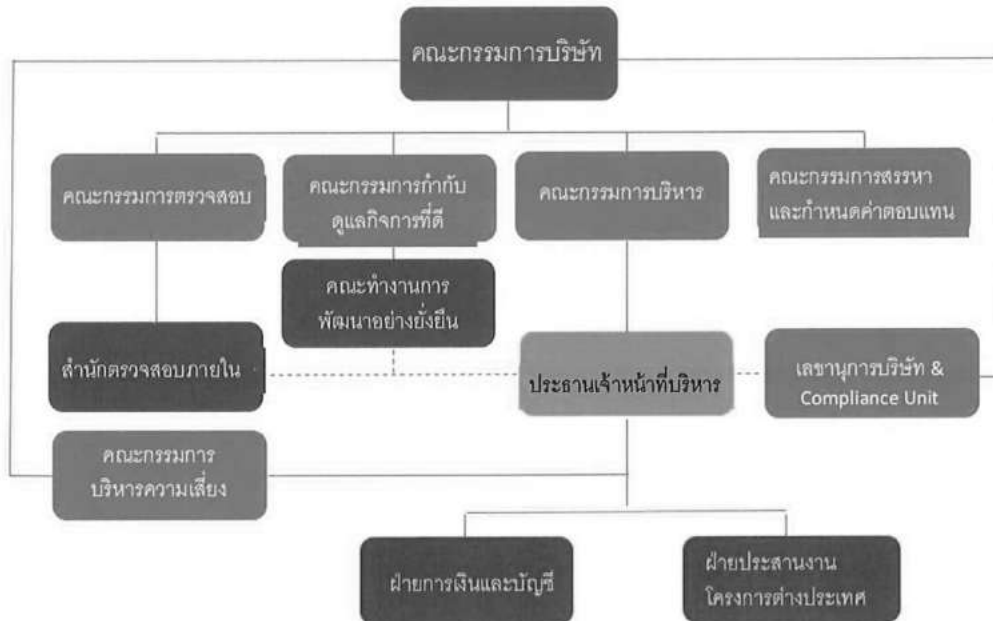 คณะกรรมการบริษัท
คณะกรรมการตรวจสอบ
คณะกรรมการกำกับ
ดูแลกิจการที่ดี
คณะกรรมการบริหาร
คณะกรรมการสรรหา
และกำหนดค่าตอบแทน
คณะทำงานการ
พัฒนาอย่างยั่งยืน
สำนักตรวจสอบภายใน
ประธานเจ้าหน้าที่บริหาร
เลขานุการบริษัท &
Compliance Unit
คณะกรรมการ
บริหารความเสี่ยง
ฝ่ายการเงินและบัญชี
ฝ่ายประสานงาน
โครงการต่างประเทศ